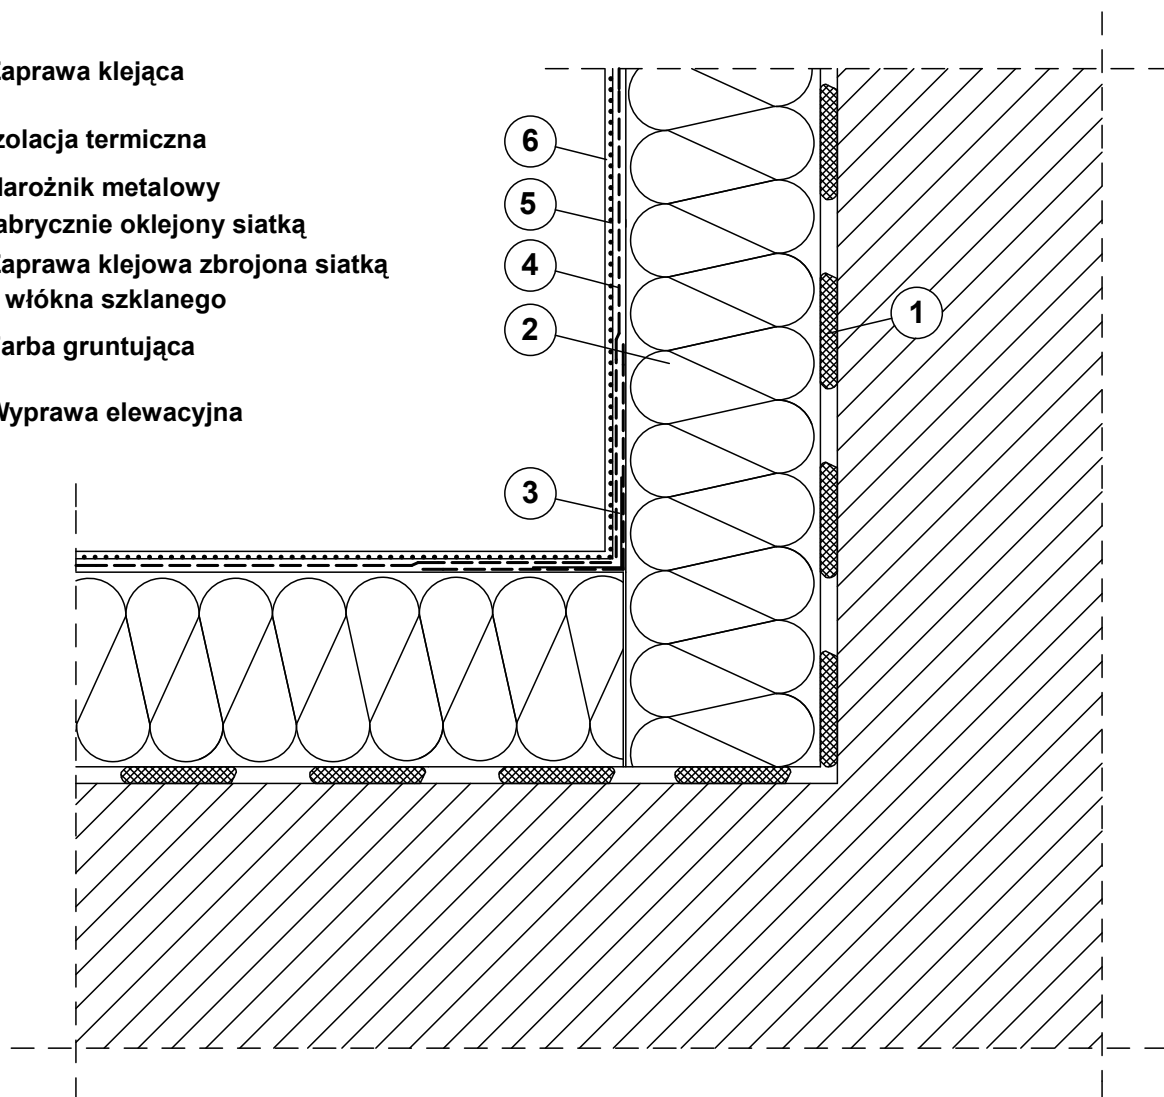 aprawa klejąca
zolacja termiczna
arożnik metalowy
abrycznie oklejony siatką
aprawa klejowa zbrojona siatką
włókna szklanego
arba gruntująca
Wyprawa elewacyjna
6
5
4
2
1
3